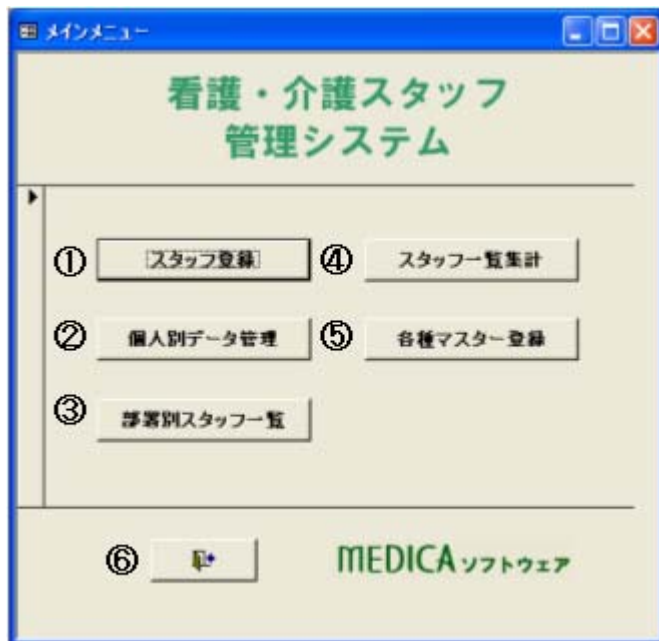 メインメニュー
看護・介護スタッフ
管理システム
① スタッフ登録 ④ スタッフ一覧集計
② 個人別データ管理 ⑤ 各種マスター登録
③ 部署別スタッフ一覧
⑥ MEDICAソフトウェア